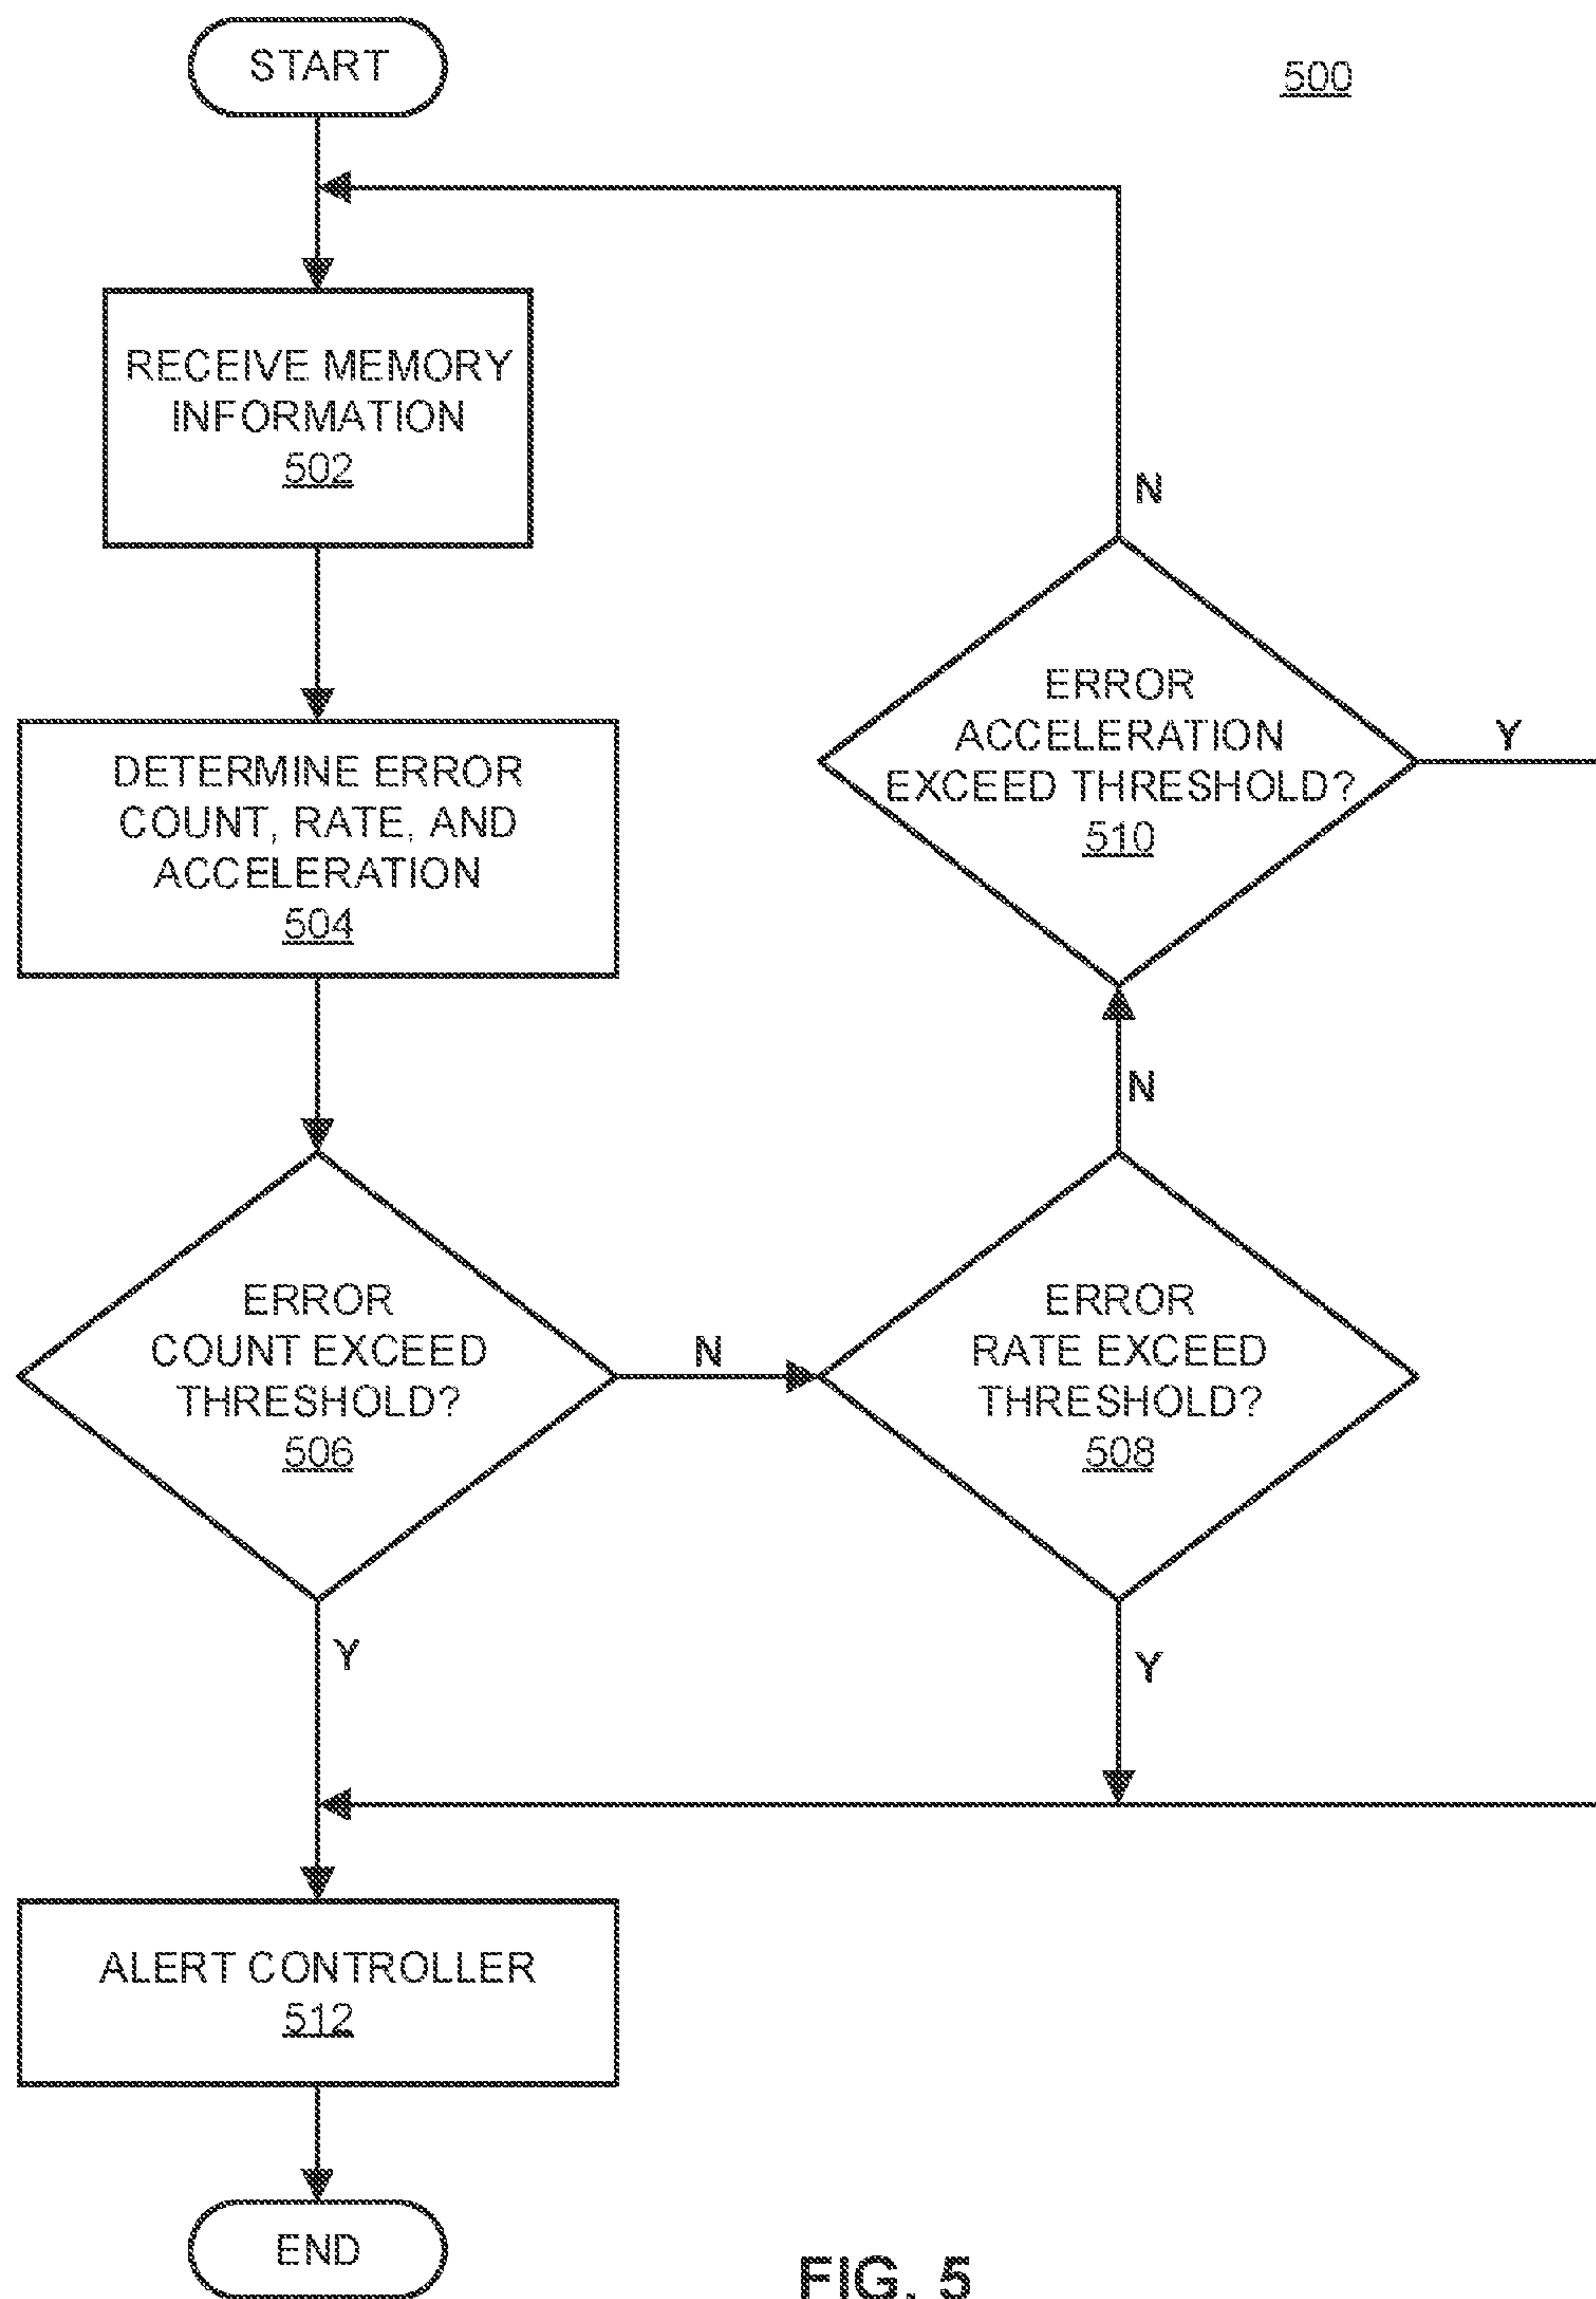 START
500
RECEIVE MEMORY
INFORMATION
502
DETERMINE ERROR
COUNT, RATE, AND
ACCELERATION
504
ERROR
COUNT EXCEED
THRESHOLD?
506
N
Y
ERROR
RATE EXCEED
THRESHOLD?
508
N
Y
ERROR
ACCELERATION
EXCEED THRESHOLD?
510
N
Y
ALERT CONTROLLER
512
END
FIG. 5